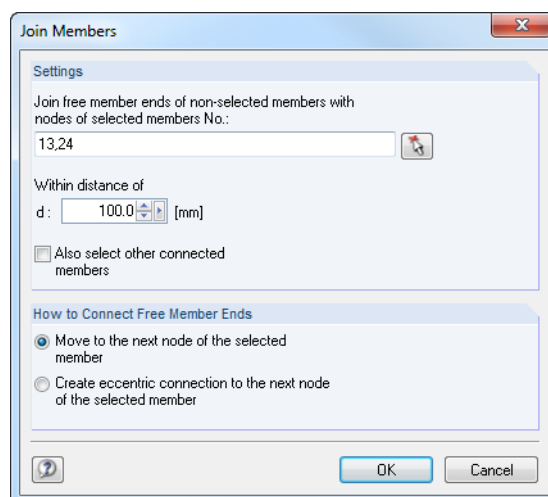 Join Members
Settings
Join free member ends of non-selected members with
nodes of selected members No.:
13,24
Within distance of
d : 100.0 [mm]
Also select other connected
members
How to Connect Free Member Ends
Move to the next node of the selected
member
Create eccentric connection to the next node
of the selected member
OK Cancel